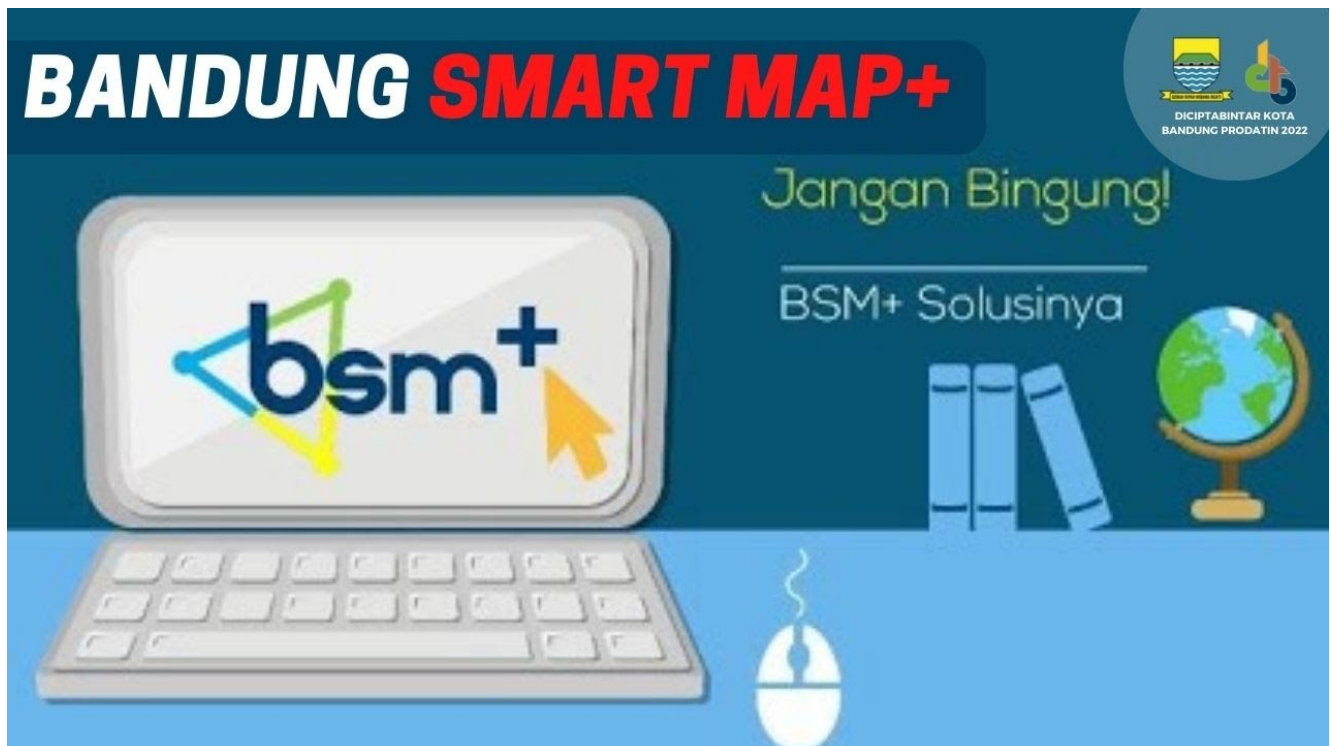 BANDUNG SMART MAP+
DICIPTABINTAR KOTA
BANDUNG PRODATIN 2022
Jangan Bingung!
BSM+ Solusinya
bsm+